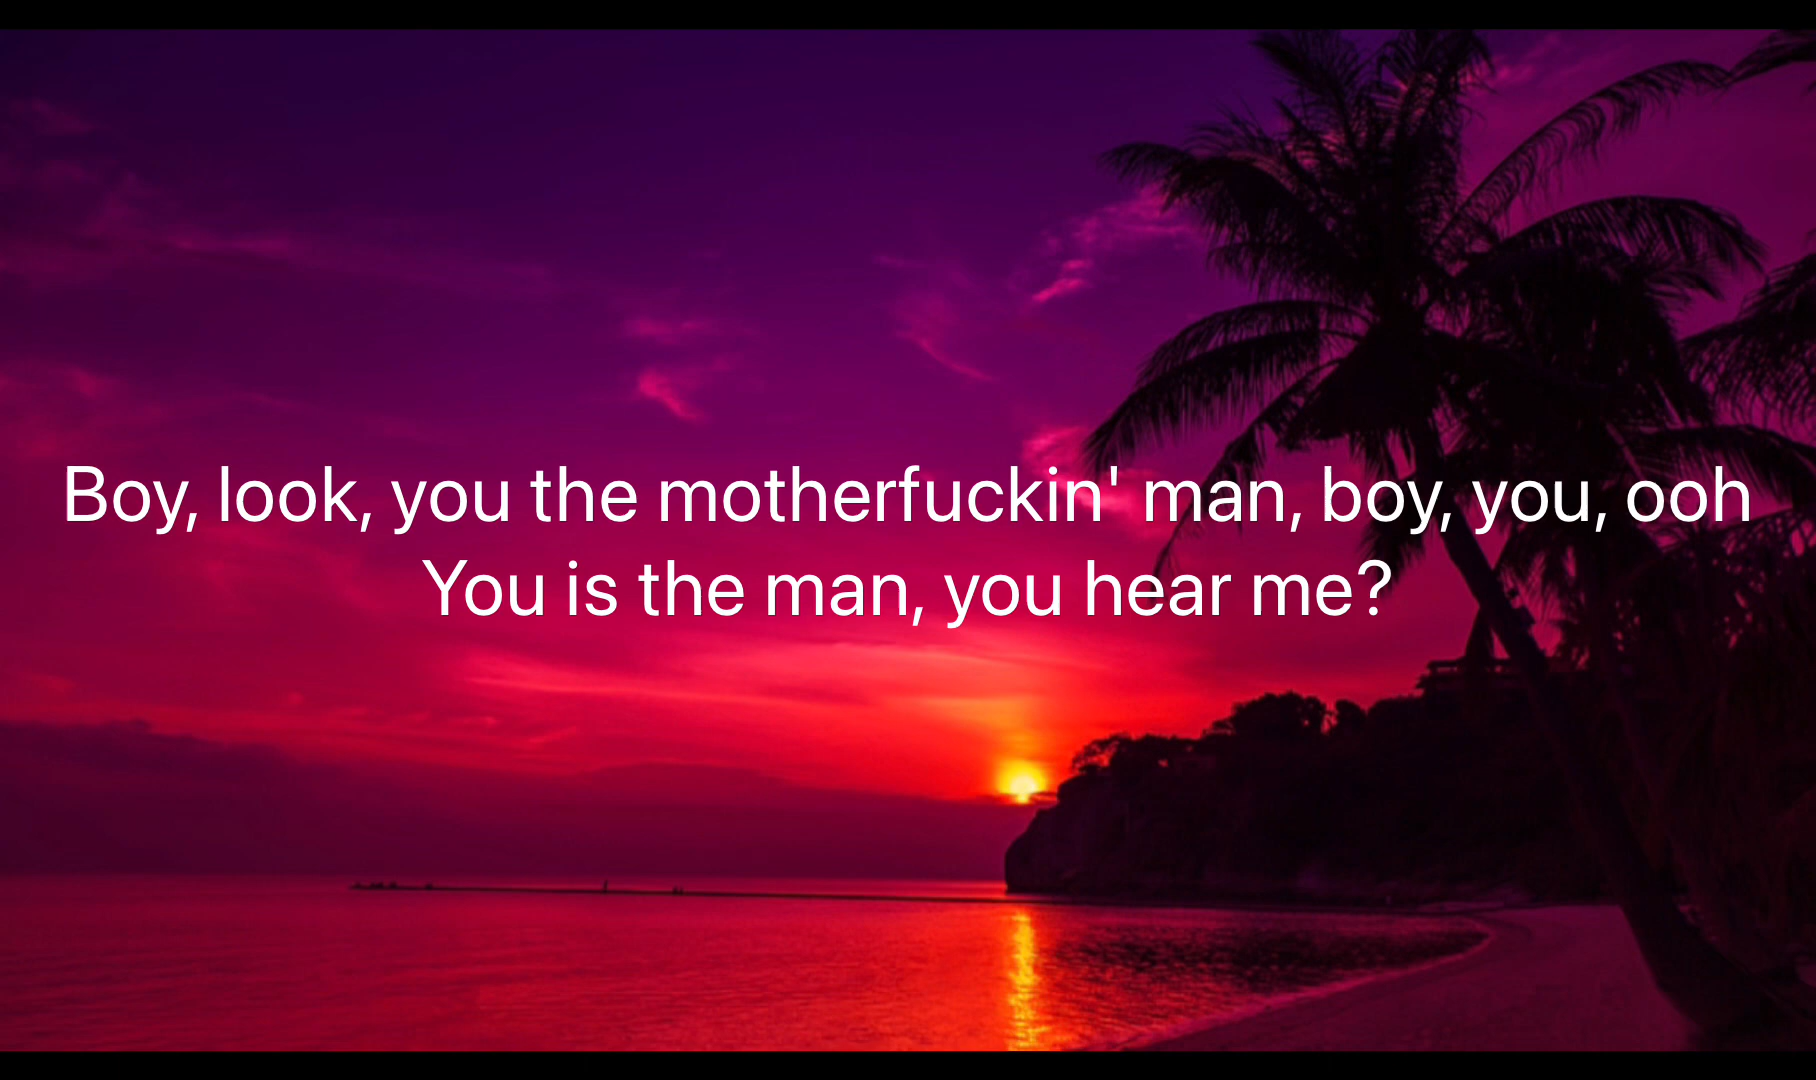 Boy, look, you the motherfuckin' man, boy, you, ooh
You is the man, you hear me?